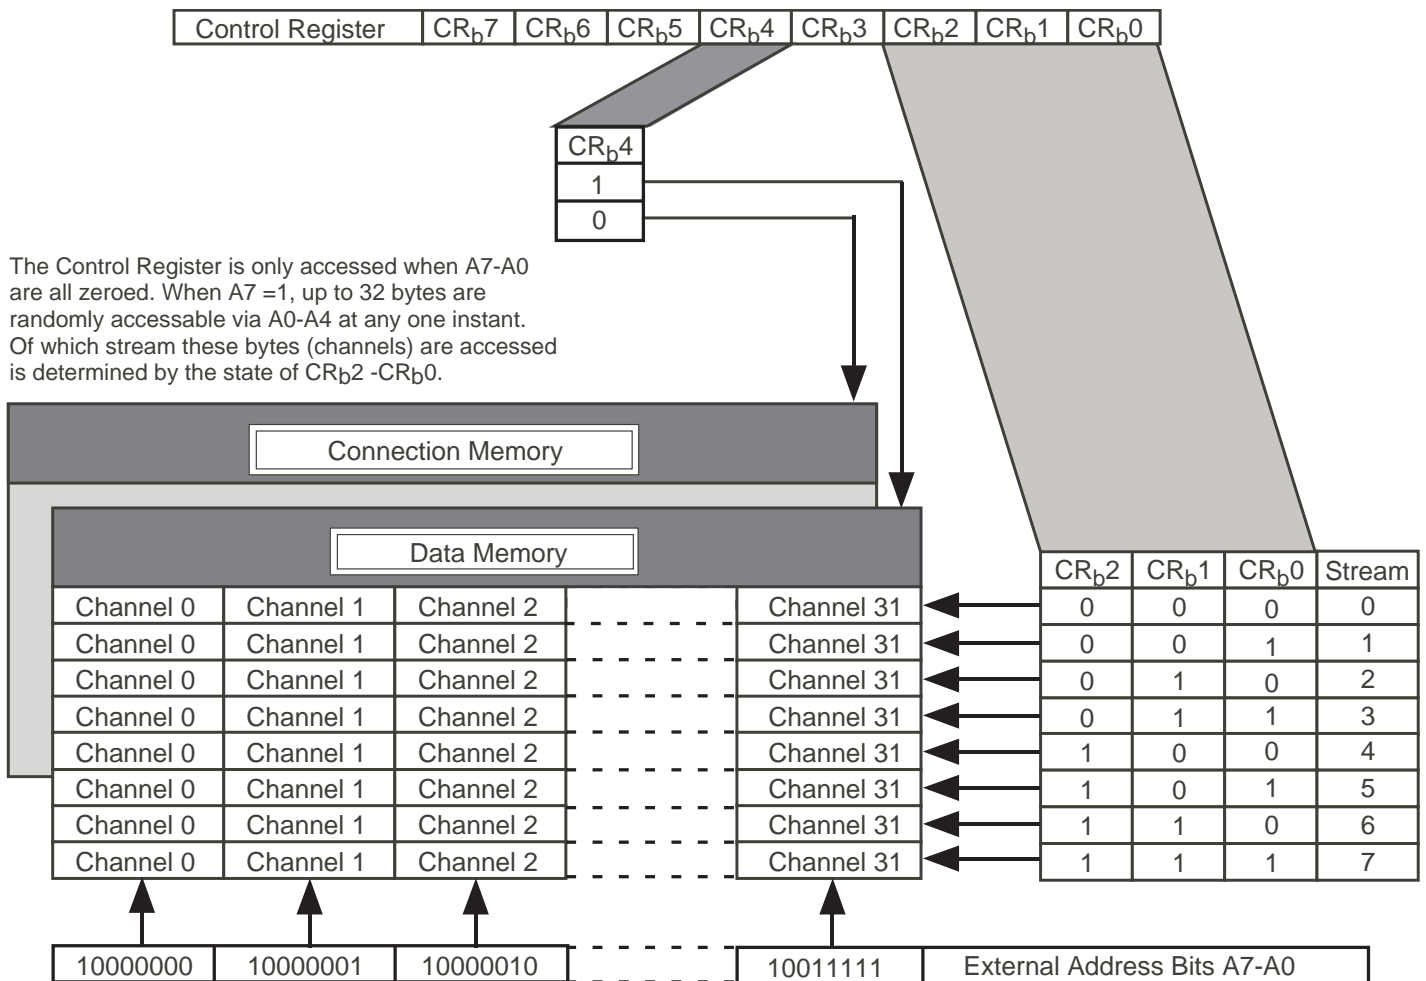 Control Register CRb7 CRb6 CRb5 CRb4 CRb3 CRb2 CRb1 CRb0
CRb4
1
0
The Control Register is only accessed when A7-A0
are all zeroed. When A7 =1, up to 32 bytes are
randomly accessable via A0-A4 at any one instant.
Of which stream these bytes (channels) are accessed
is determined by the state of CRb2 -CRb0.
Connection Memory
Data Memory
CRb2 CRb1 CRb0 Stream
Channel 0 Channel 1 Channel 2 Channel 31 0 0 0 0
Channel 0 Channel 1 Channel 2 Channel 31 0 0 1 1
Channel 0 Channel 1 Channel 2 Channel 31 0 1 0 2
Channel 0 Channel 1 Channel 2 Channel 31 0 1 1 3
Channel 0 Channel 1 Channel 2 Channel 31 1 0 0 4
Channel 0 Channel 1 Channel 2 Channel 31 1 0 1 5
Channel 0 Channel 1 Channel 2 Channel 31 1 1 0 6
Channel 0 Channel 1 Channel 2 Channel 31 1 1 1 7
10000000 10000001 10000010 10011111 External Address Bits A7-A0